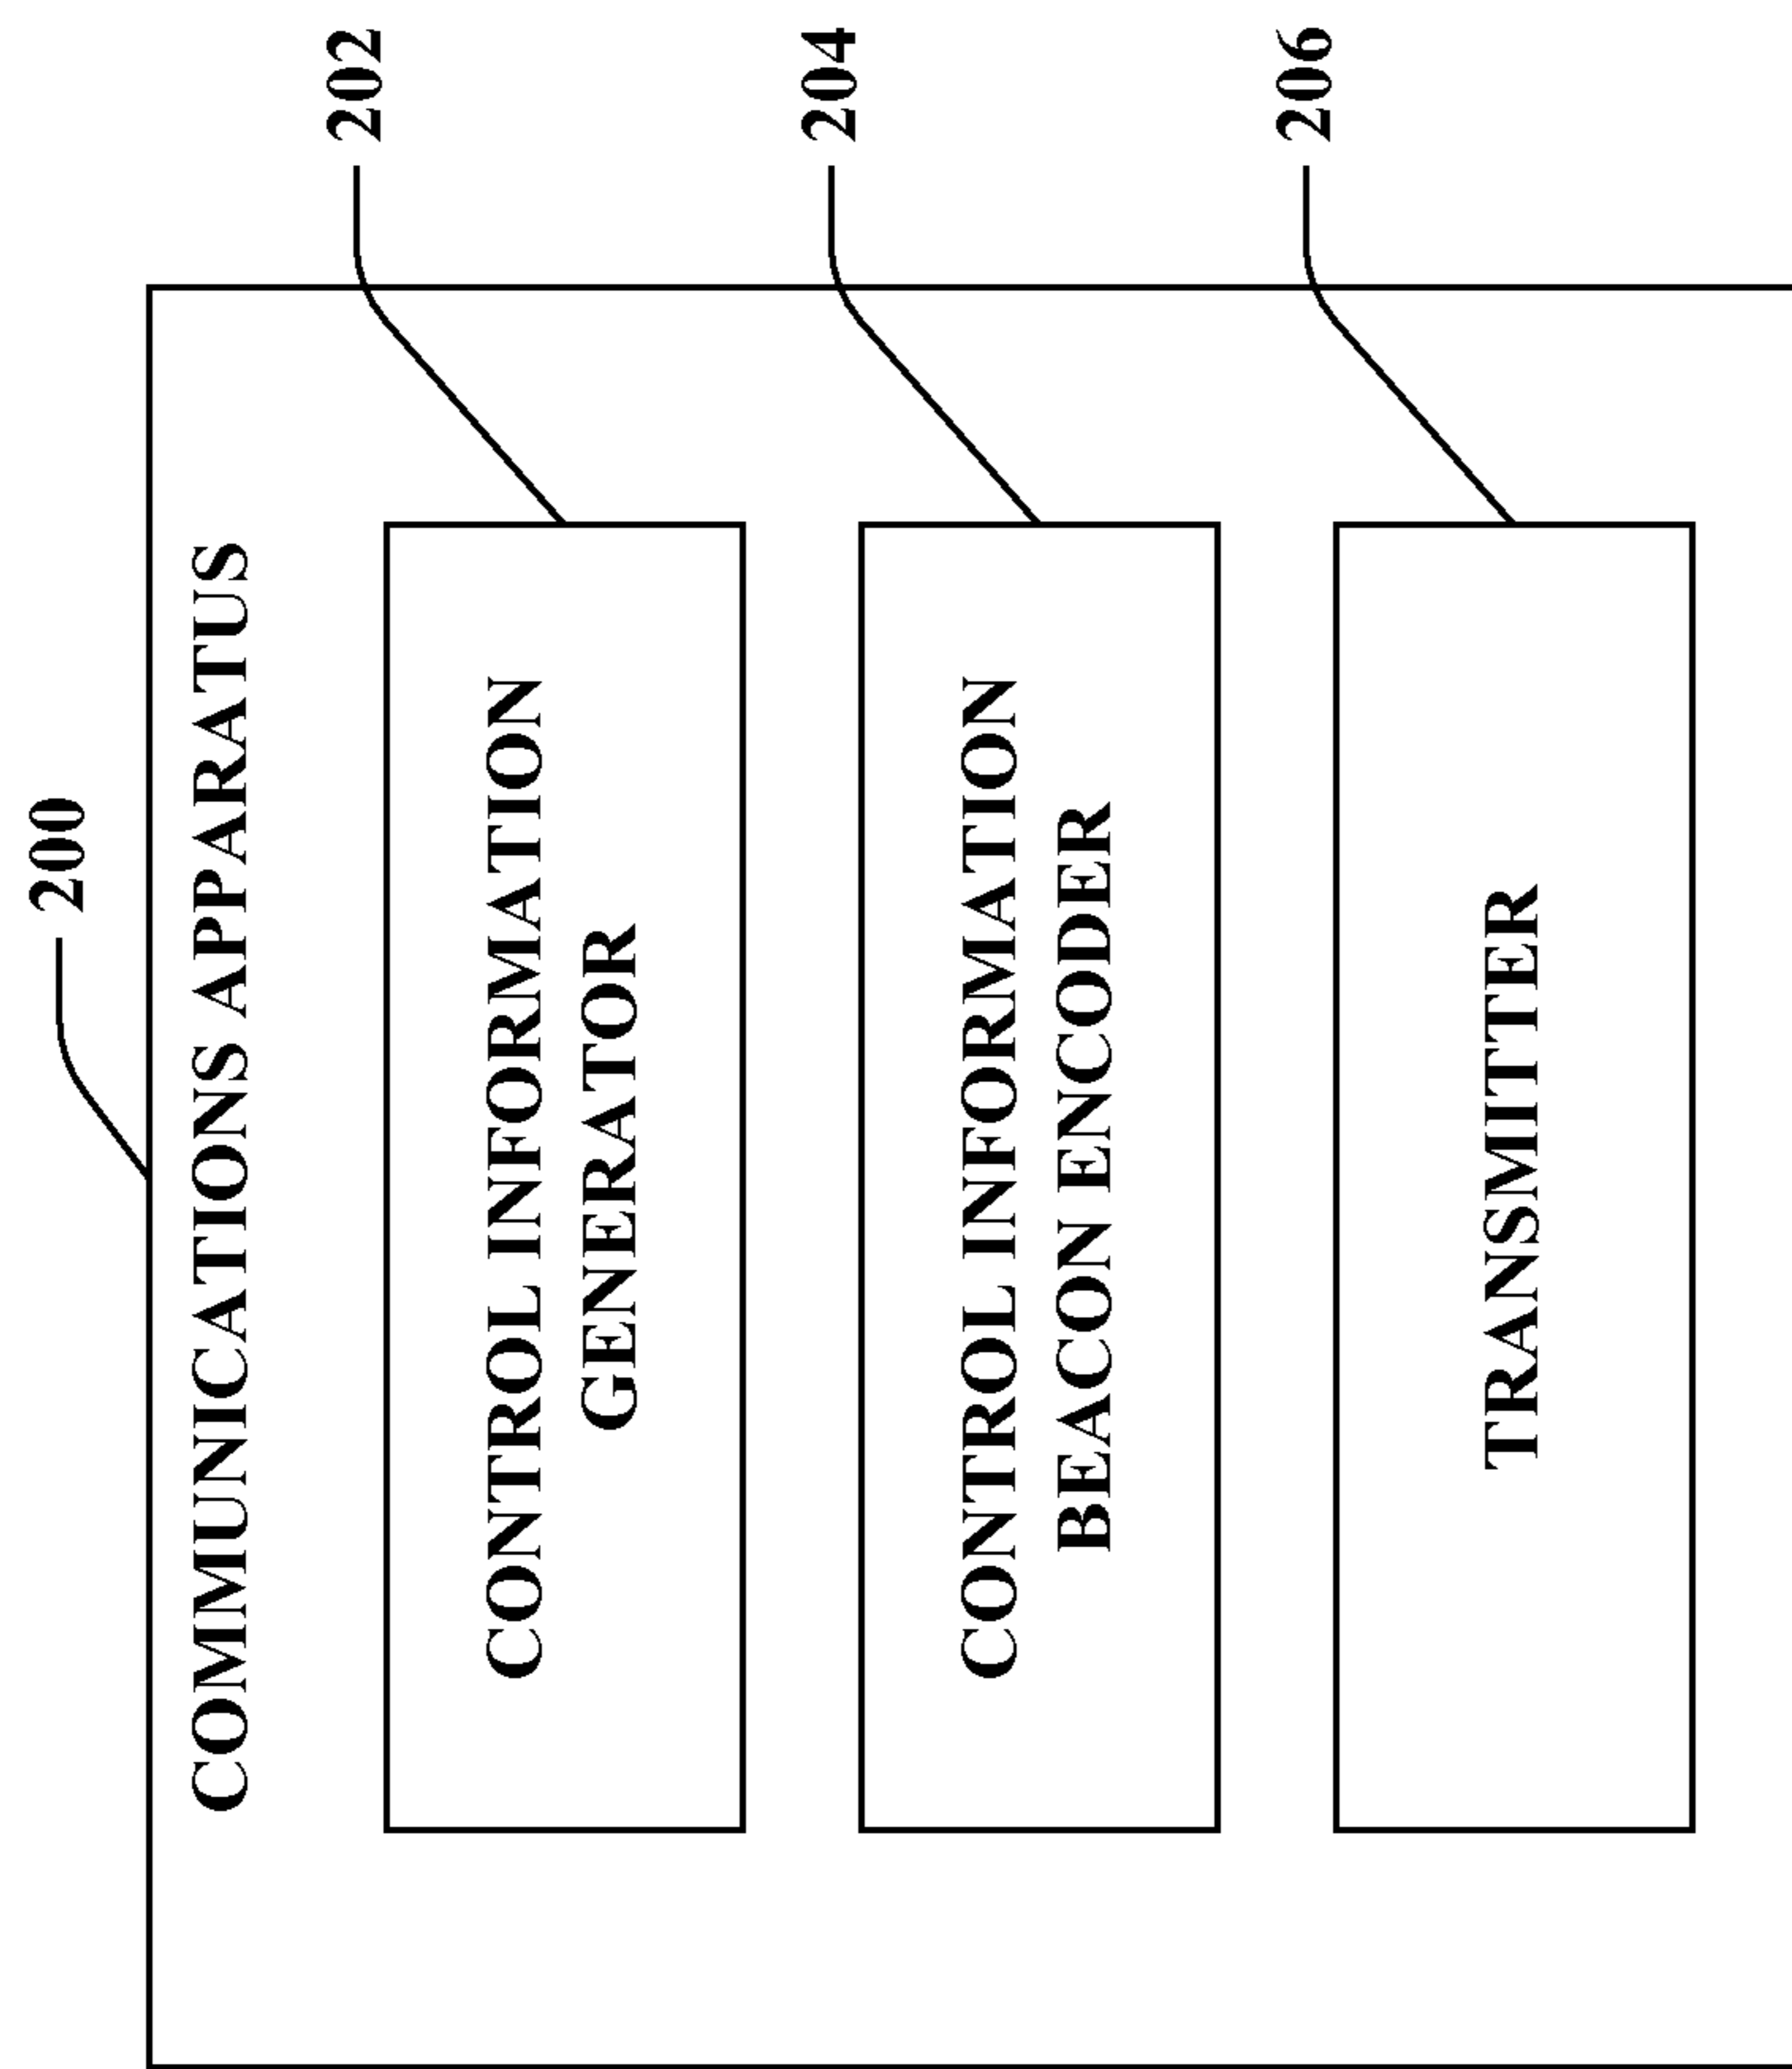 200
COMMUNICATIONS APPARATUS
202
CONTROL INFORMATION
GENERATOR
204
CONTROL INFORMATION
BEACON ENCODER
206
TRANSMITTER